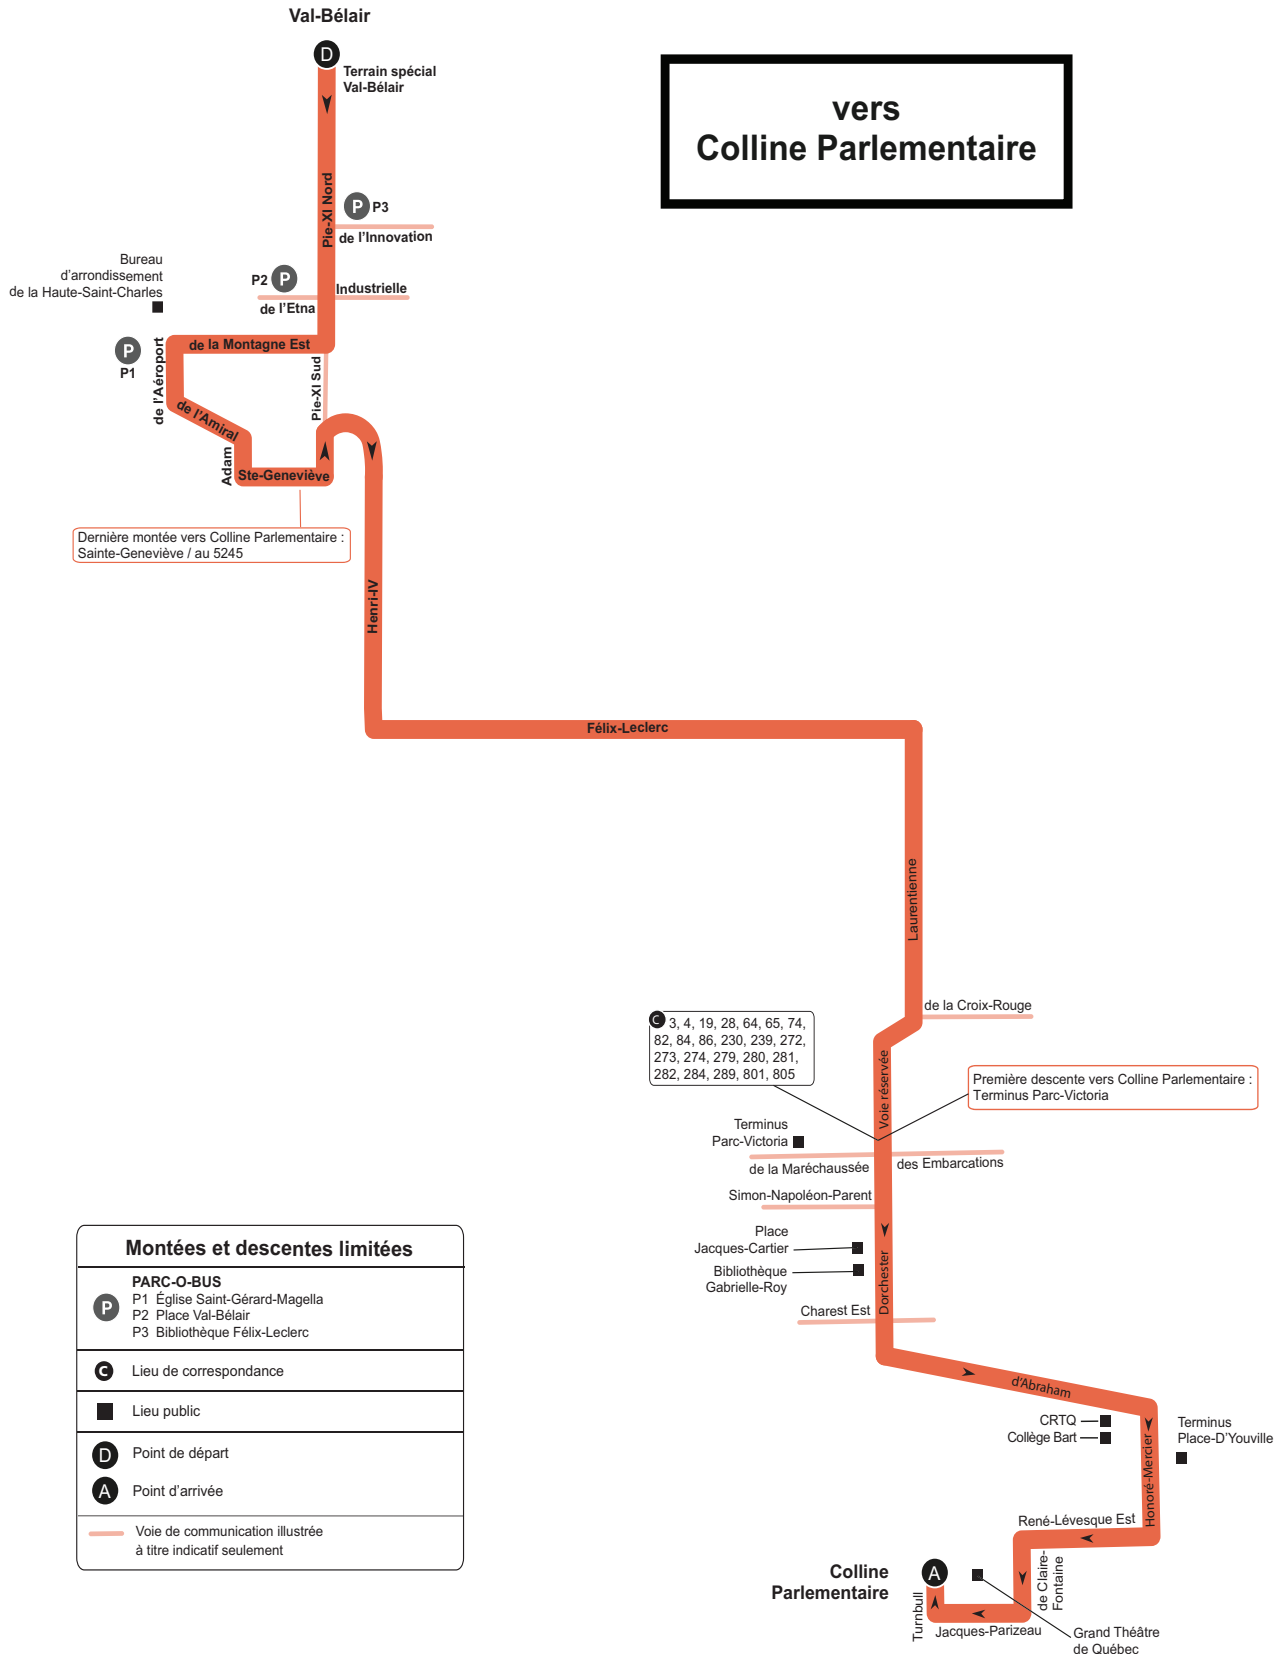 Val-Bélair
D
Terrain spécial
Val-Bélair
vers
Colline Parlementaire
Pie-XI Nord
P P3
de l'Innovation
Bureau
d'arrondissement
de la Haute-Saint-Charles
P2 P
Industrielle
de l'Etna
P
P1
de la Montagne Est
de l'Aéroport
Pie-XI Sud
de l'Amiral
Adam
Ste-Geneviève
Dernière montée vers Colline Parlementaire :
Sainte-Geneviève / au 5245
Henri-IV
Félix-Leclerc
Laurentienne
de la Croix-Rouge
C 3, 4, 19, 28, 64, 65, 74,
82, 84, 86, 230, 239, 272,
273, 274, 279, 280, 281,
282, 284, 289, 801, 805
Voie réservée
Première descente vers Colline Parlementaire :
Terminus Parc-Victoria
Terminus
Parc-Victoria
de la Maréchaussée
des Embarcations
Simon-Napoléon-Parent
Place
Jacques-Cartier
Bibliothèque
Gabrielle-Roy
Dorchester
Charest Est
d'Abraham
CRTQ
Collège Bart
Terminus
Place-D'Youville
Honoré-Mercier
René-Lévesque Est
de Claire-
Fontaine
Colline
Parlementaire
A
Turnbull
Jacques-Parizeau
Grand Théâtre
de Québec
Montées et descentes limitées
PARC-O-BUS
P
P1 Église Saint-Gérard-Magella
P2 Place Val-Bélair
P3 Bibliothèque Félix-Leclerc
C Lieu de correspondance
Lieu public
D Point de départ
A Point d'arrivée
Voie de communication illustrée
à titre indicatif seulement